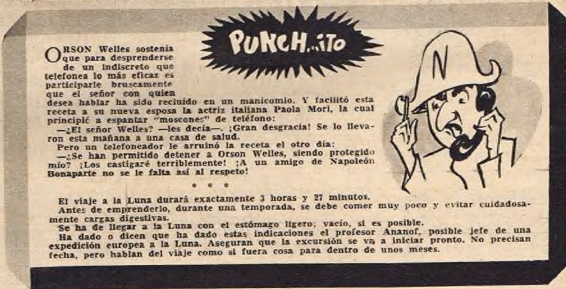 PUNCH...iTO
ORSON Welles sostenía
que para desprenderse
de un indiscreto que
telefonea lo más eficaz es
participarle bruscamente
que el señor con quien
desea hablar ha sido recluído en un manicomio. Y facilitó esta
receta a su nueva esposa la actriz italiana Paola Mori, la cual
principió a espantar "moscones" de teléfono:
—¿El señor Welles? —les decía—. ¡Gran desgracia! Se lo lleva-
ron esta mañana a una casa de salud.
Pero un telefoneador le arruinó la receta el otro día:
—¿Se han permitido detener a Orson Welles, siendo protegido
mío? ¡Los castigaré terriblemente! ¡A un amigo de Napoleón
Bonaparte no se le falta así al respeto!
N
* * *
El viaje a la Luna durará exactamente 3 horas y 27 minutos.
Antes de emprenderlo, durante una temporada, se debe comer muy poco y evitar cuidadosa-
mente cargas digestivas.
Se ha de llegar a la Luna con el estómago ligero; vacío, si es posible.
Ha dado o dicen que ha dado estas indicaciones el profesor Ananof, posible jefe de una
expedición europea a la Luna. Aseguran que la excursión se va a iniciar pronto. No precisan
fecha, pero hablan del viaje como si fuera cosa para dentro de unos meses.